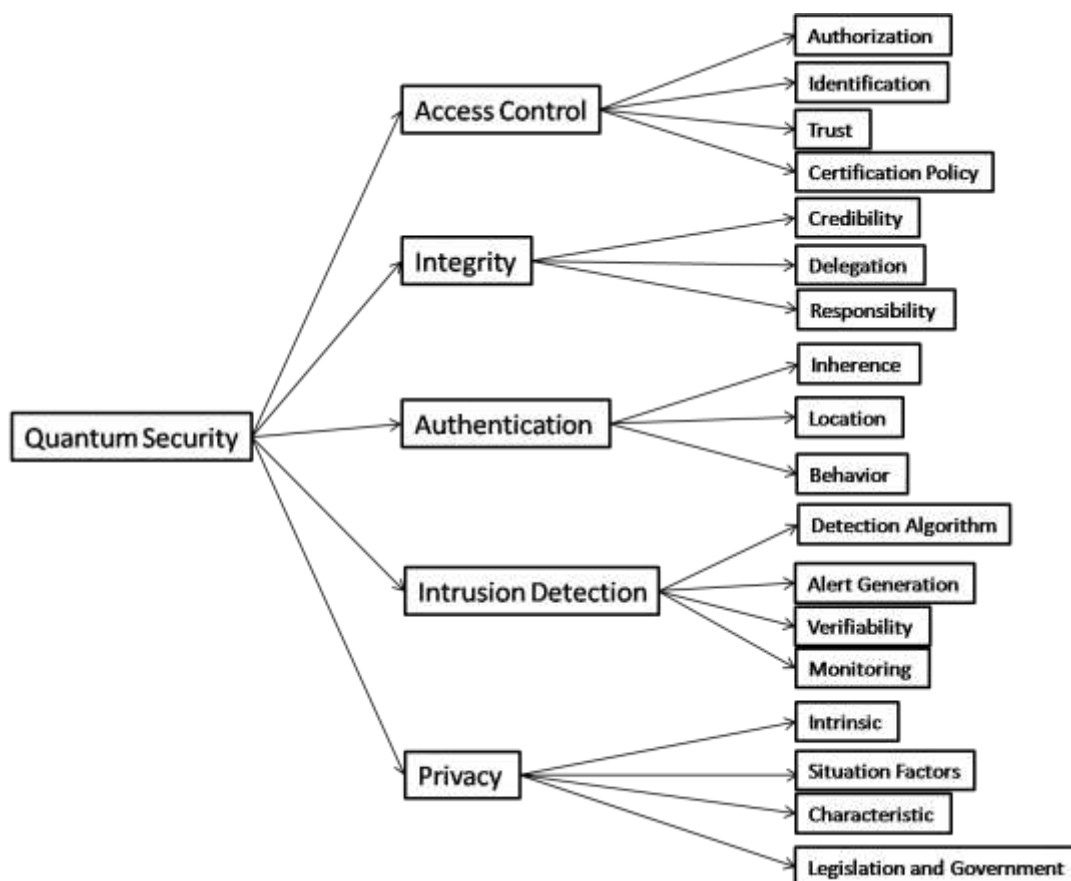 Quantum Security
Access Control
Authorization
Identification
Trust
Certification Policy
Integrity
Credibility
Delegation
Responsibility
Authentication
Inherence
Location
Behavior
Intrusion Detection
Detection Algorithm
Alert Generation
Verifiability
Monitoring
Privacy
Intrinsic
Situation Factors
Characteristic
Legislation and Government